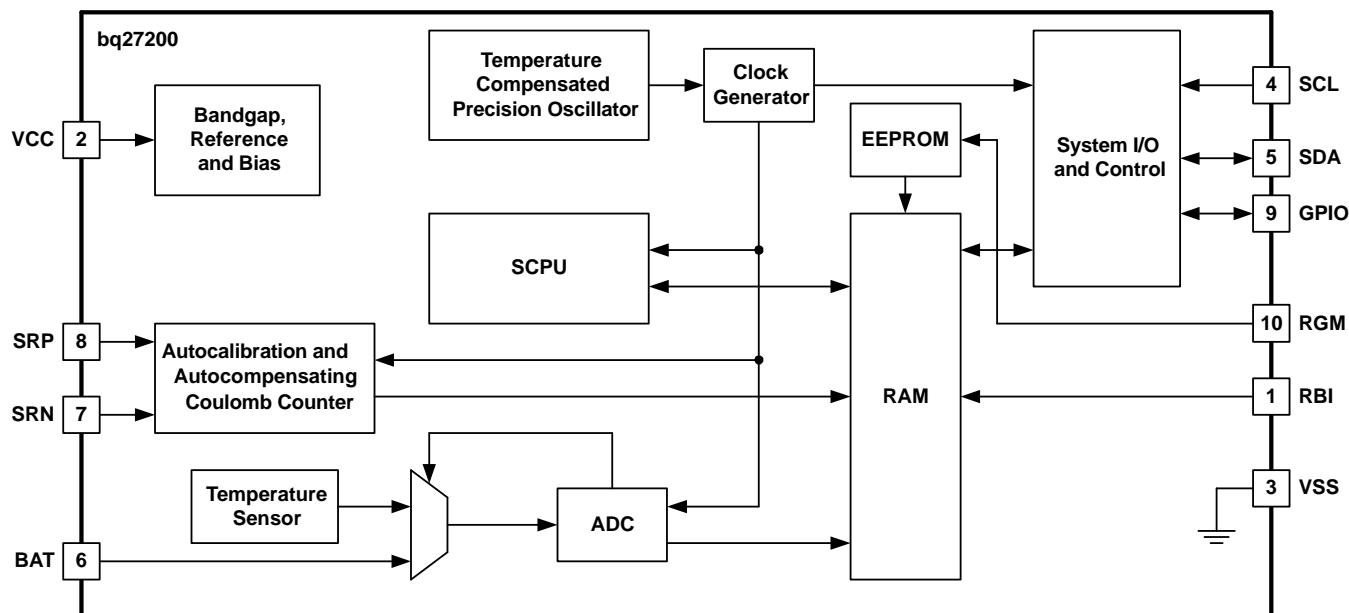 bq27200
Temperature
Compensated
Precision Oscillator
Clock
Generator
Bandgap,
Reference
and Bias
VCC
2
EEPROM
System I/O
and Control
4
SCL
5
SDA
9
GPIO
SCPU
10
RGM
SRP
8
SRN
7
Autocalibration and
Autocompensating
Coulomb Counter
RAM
1
RBI
Temperature
Sensor
ADC
3
VSS
BAT
6